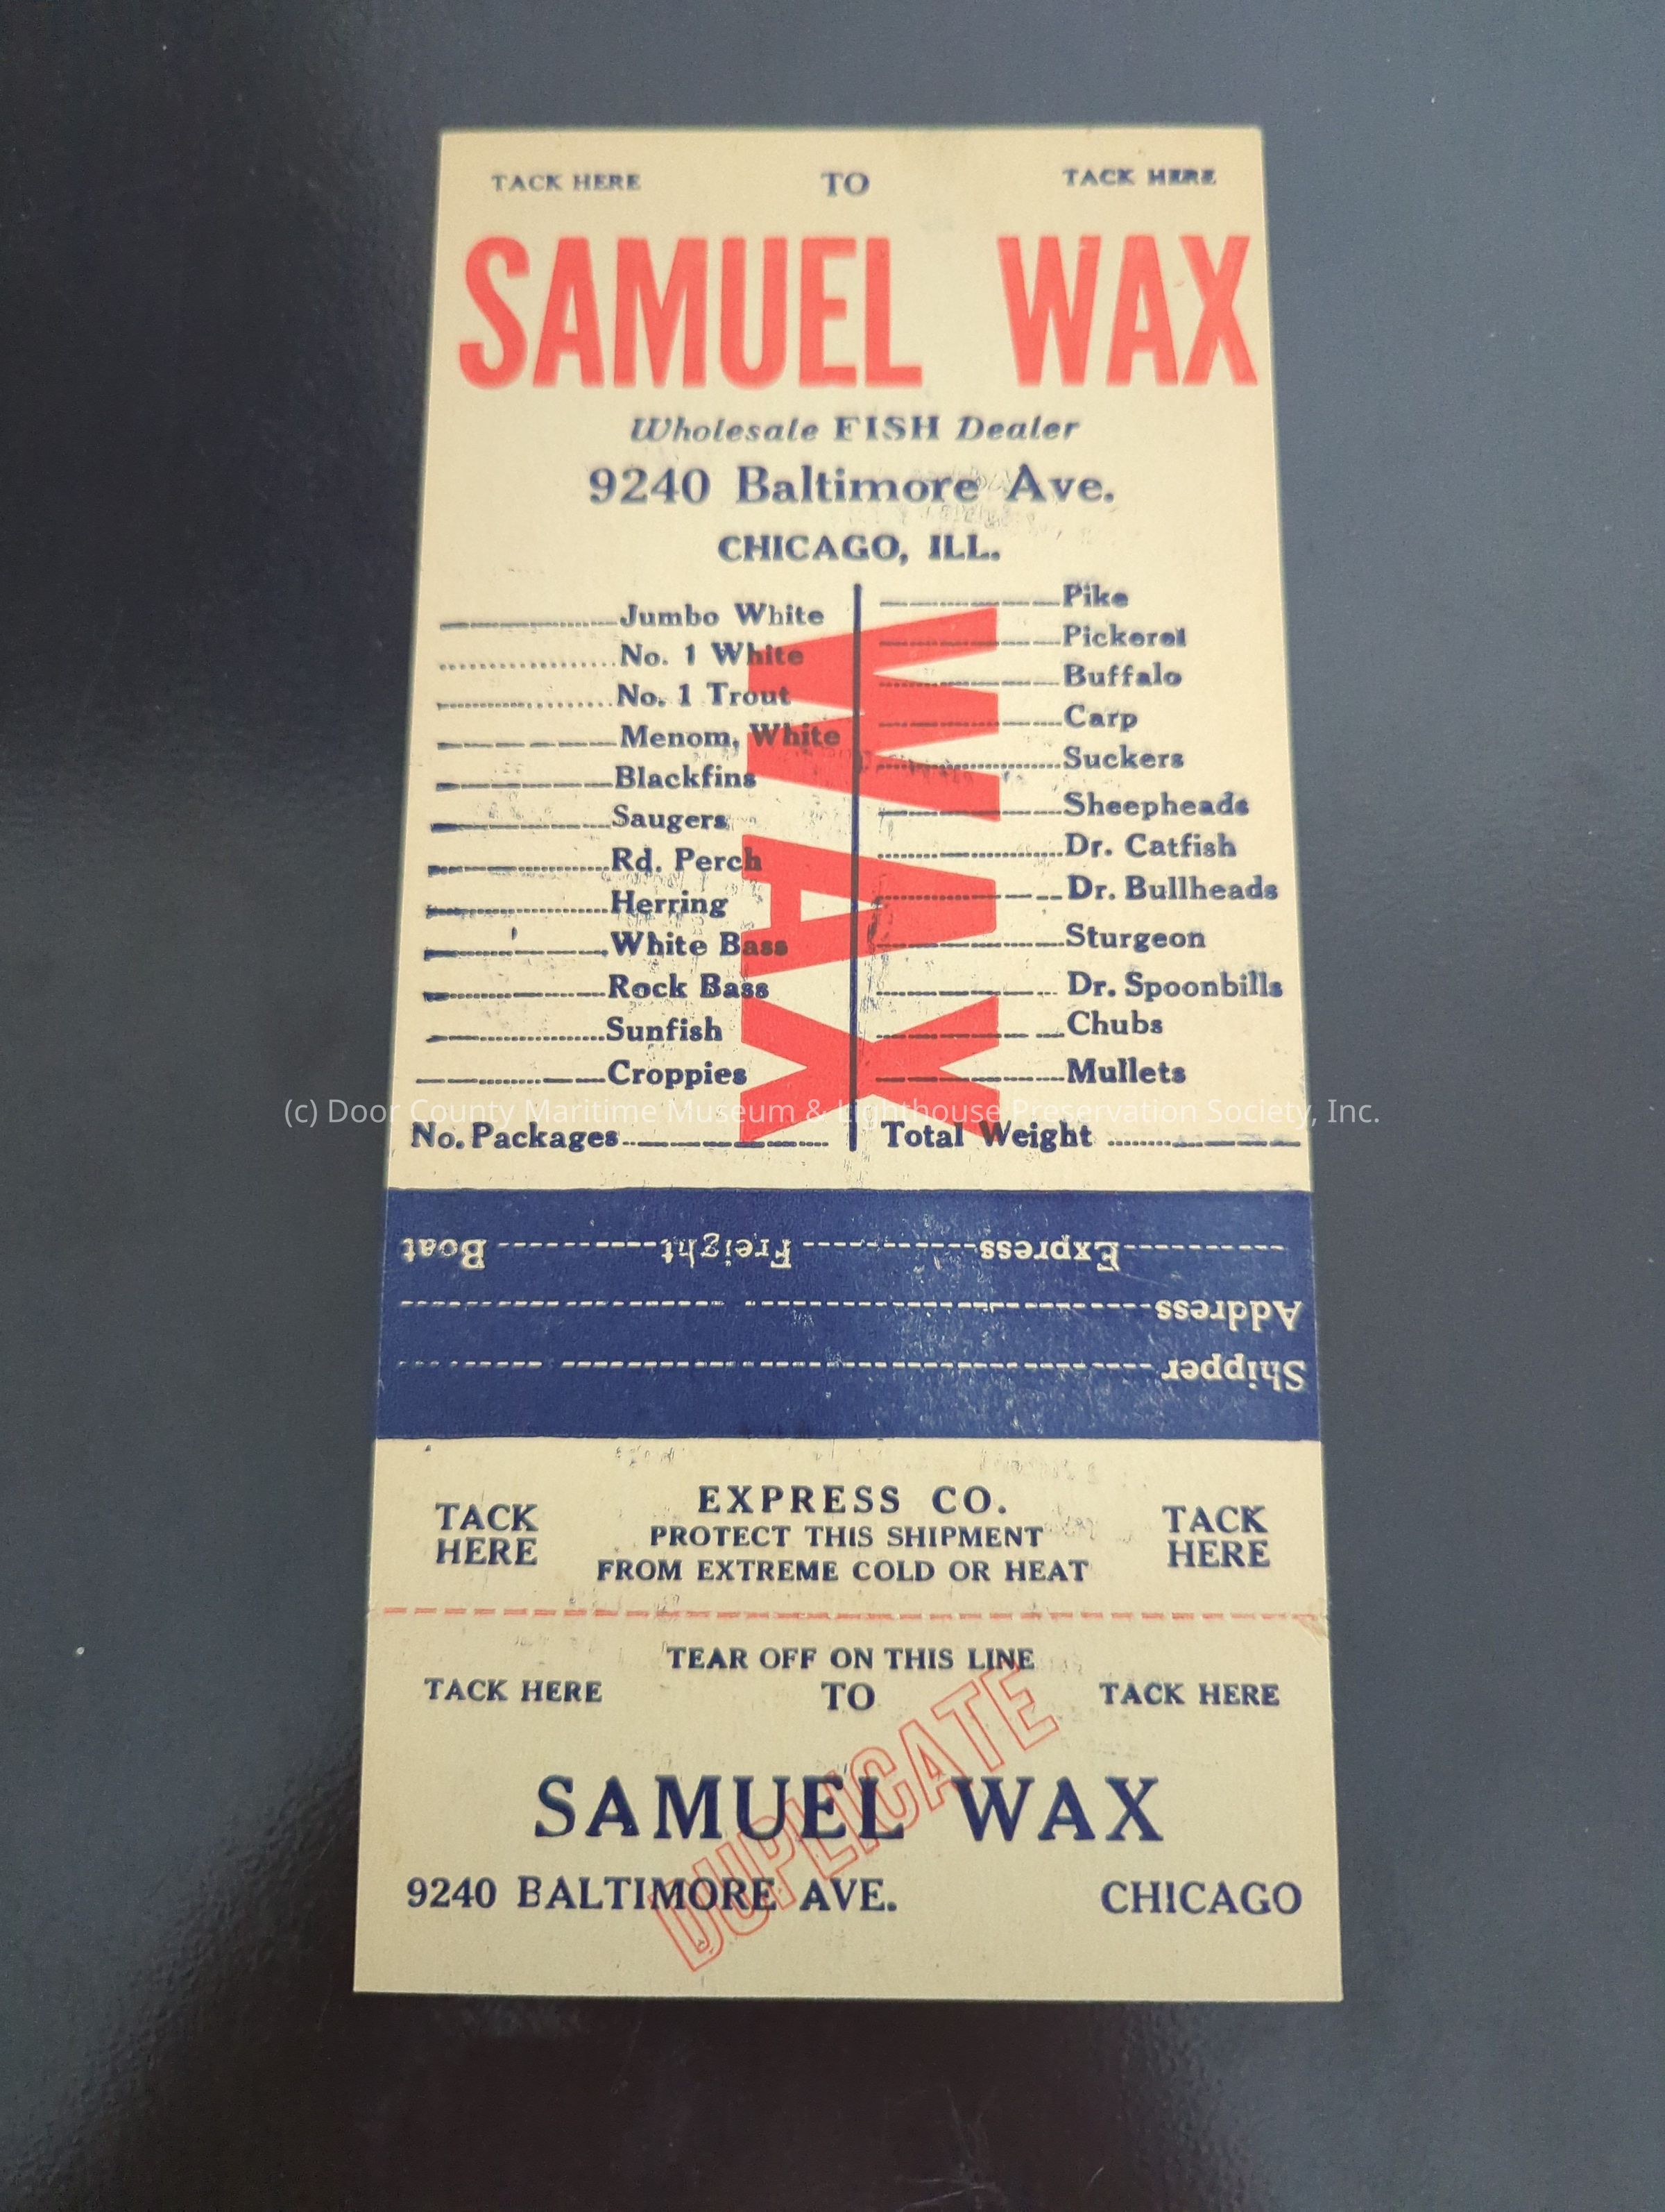 TACK HERE TO TACK HERE
SAMUEL WAX
Wholesale FISH Dealer
9240 Baltimore Ave.
CHICAGO, ILL.
Jumbo White
No. 1 White
No. 1 Trout
Menom. White
Blackfins
Saugers
Rd. Perch
Herring
White Bass
Rock Bass
Sunfish
Croppies
No. Packages
Pike
Pickerel
Buffalo
Carp
Suckers
Sheepheads
Dr. Catfish
Dr. Bullheads
Sturgeon
Dr. Spoonbills
Chubs
Mullets
Total Weight
WAX
(c) Door County Maritime Museum & Lighthouse Preservation Society, Inc.
Shipper
Address
Express Freight Boat
TACK HERE
EXPRESS CO.
PROTECT THIS SHIPMENT
FROM EXTREME COLD OR HEAT
TACK HERE
TEAR OFF ON THIS LINE
TACK HERE TO TACK HERE
SAMUEL WAX
DUPLICATE
9240 BALTIMORE AVE. CHICAGO